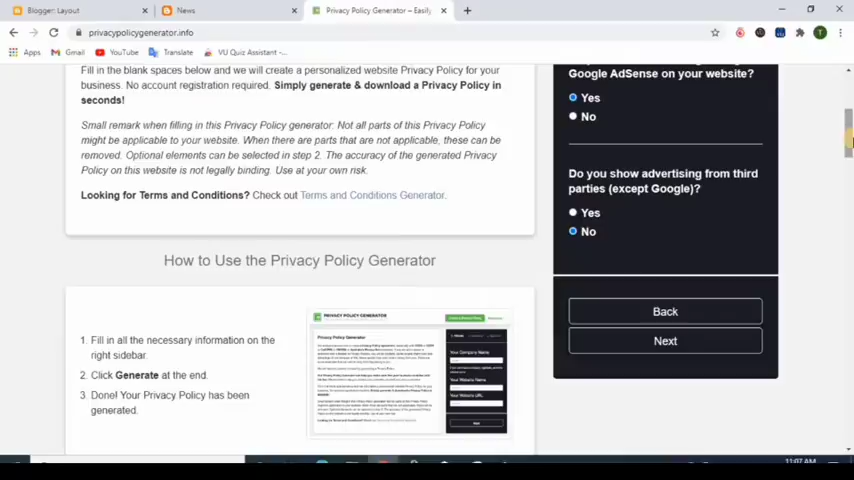 Blogger: Layout
News
Privacy Policy Generator – Easily
privacypolicygenerator.info
Apps
Gmail
YouTube
Translate
VU Quiz Assistant -...
Fill in the blank spaces below and we will create a personalized website Privacy Policy for your
business. No account registration required. Simply generate & download a Privacy Policy in
seconds!
Small remark when filling in this Privacy Policy generator: Not all parts of this Privacy Policy
might be applicable to your website. When there are parts that are not applicable, these can be
removed. Optional elements can be selected in step 2. The accuracy of the generated Privacy
Policy on this website is not legally binding. Use at your own risk.
Looking for Terms and Conditions? Check out Terms and Conditions Generator.
How to Use the Privacy Policy Generator
1. Fill in all the necessary information on the
right sidebar.
2. Click Generate at the end.
3 Done! Your Privacy Policy has been
generated.
PRIVACY POLICY GENERATOR
Privacy Policy Generator
Your Company Name
Your Website Name
Your Website URL
Google AdSense on your website?
Yes
No
Do you show advertising from third
parties (except Google)?
Yes
No
Back
Next
11:07 AM